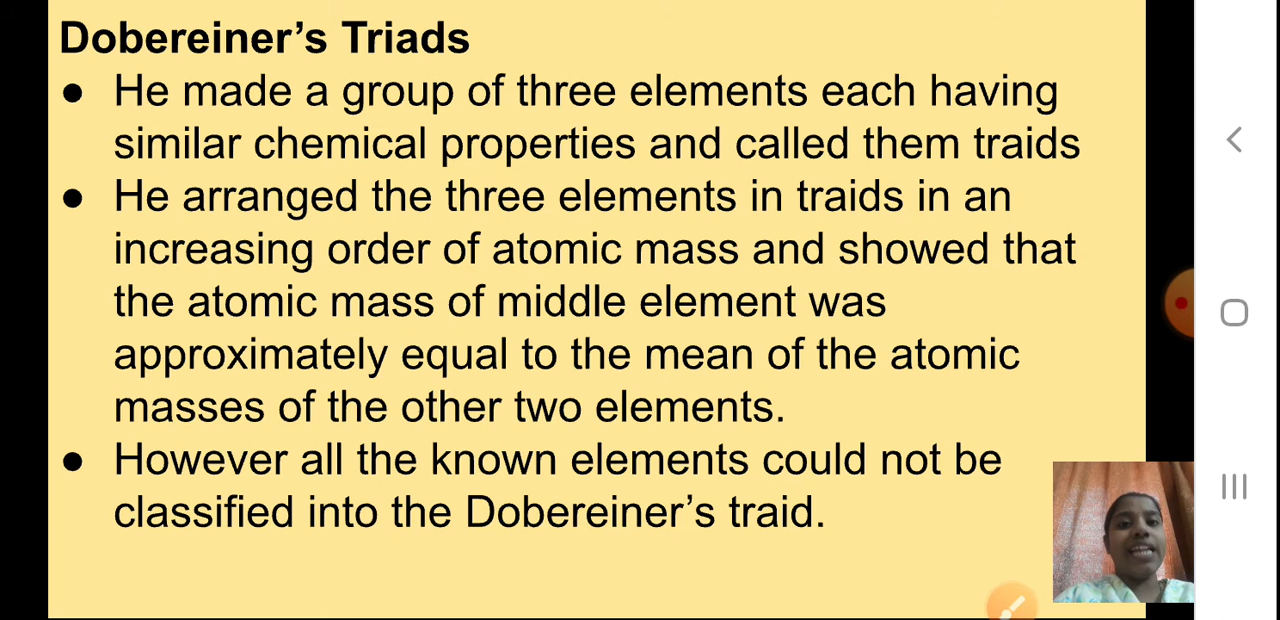 Dobereiner’s Triads
● He made a group of three elements each having
similar chemical properties and called them traids
● He arranged the three elements in traids in an
increasing order of atomic mass and showed that
the atomic mass of middle element was
approximately equal to the mean of the atomic
masses of the other two elements.
● However all the known elements could not be
classified into the Dobereiner’s traid.